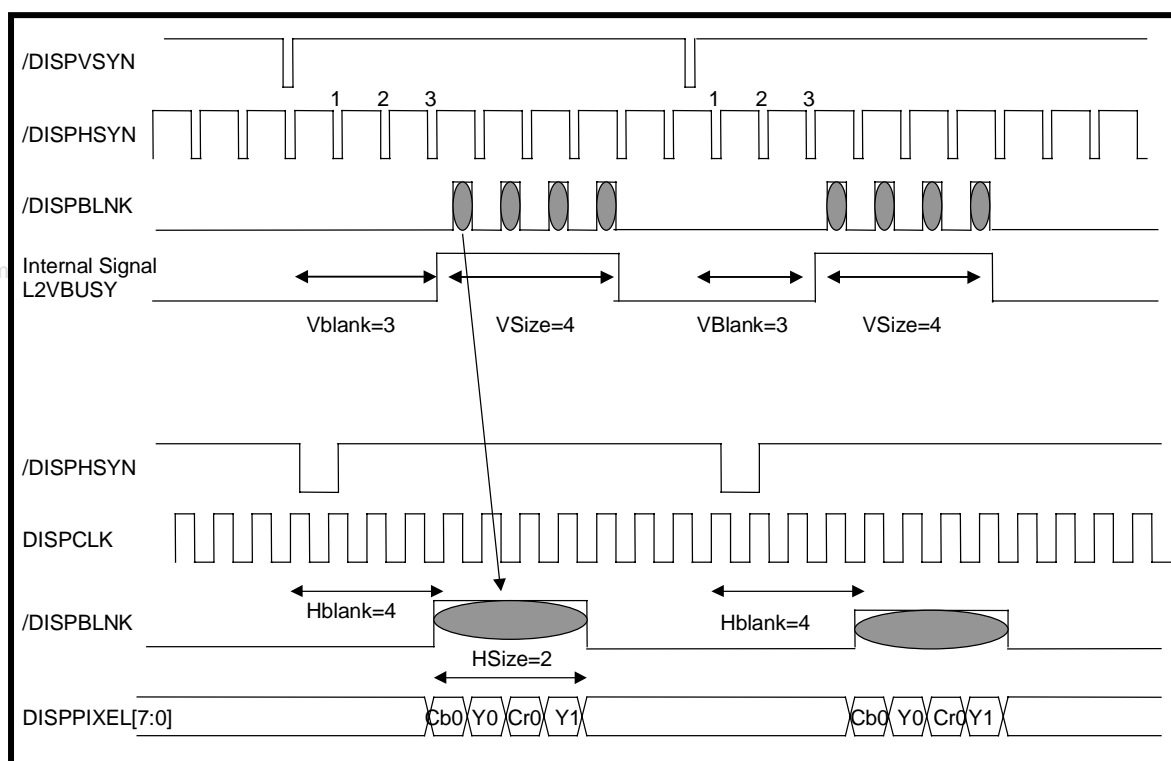 /DISPVSYN
1 2 3 1 2 3
/DISPHSYN
/DISPBLNK
Internal Signal
L2VBUSY
Vblank=3 VSize=4 VBlank=3 VSize=4
/DISPHSYN
DISPCLK
/DISPBLNK
Hblank=4 Hblank=4
HSize=2
DISPPIXEL[7:0]
Cb0 Y0 Cr0 Y1 Cb0 Y0 Cr0 Y1